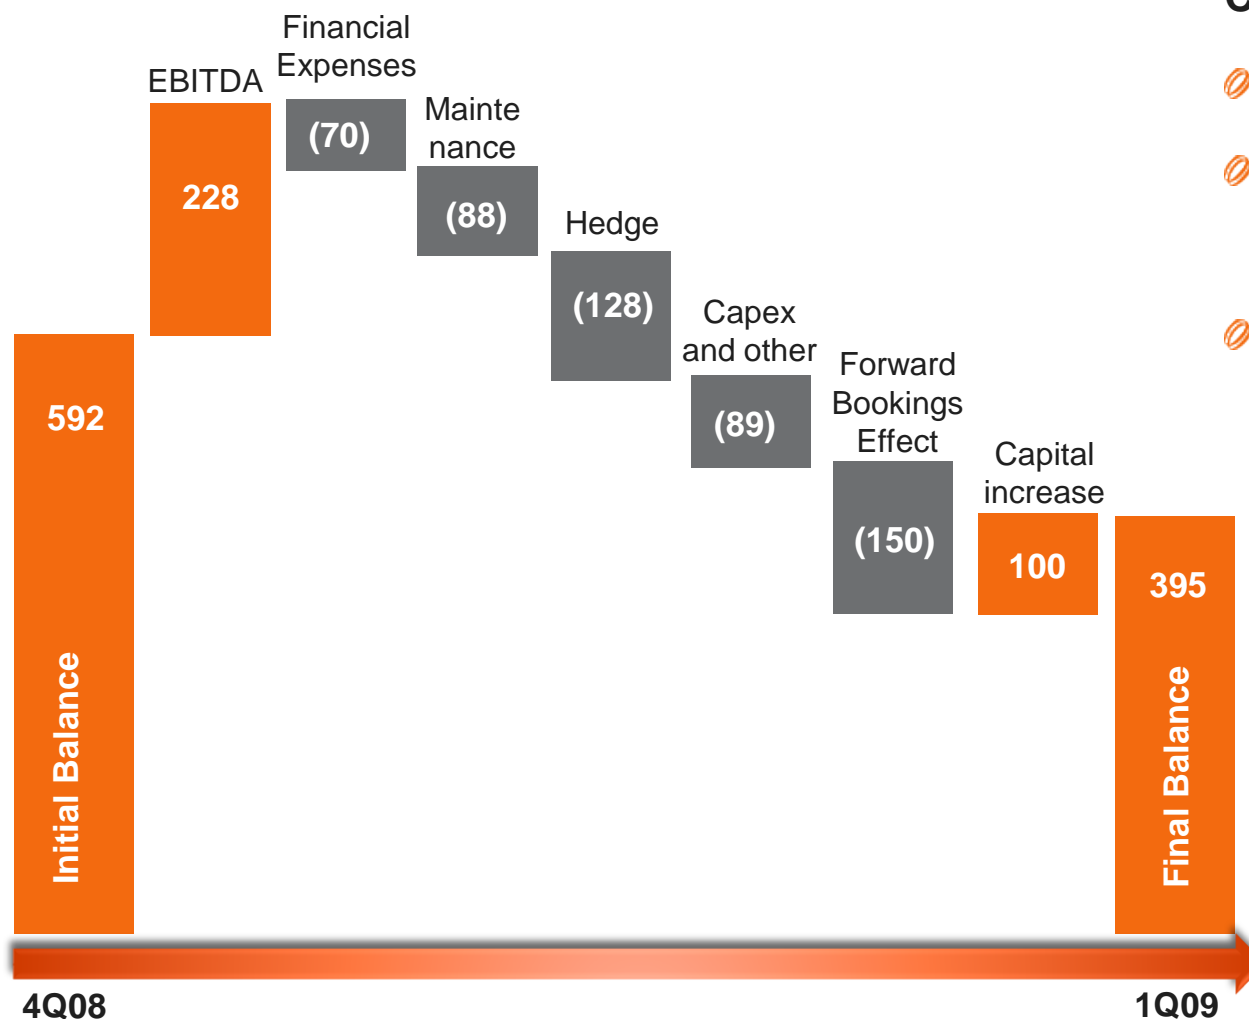 Financial
Expenses
EBITDA
(70)
Mainte
nance
228
(88)
Hedge
(128)
Capex
and other
Forward
Bookings
Effect
592
(89)
Capital
increase
(150)
100
395
Initial Balance
Final Balance
4Q08
1Q09